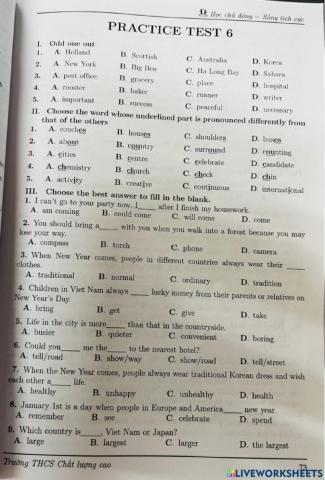 Học chủ động - Sống tích cực
PRACTICE TEST 6
I. Odd one out
1. A. Holland B. Scottish C. Australia D. Korea
2. A. New York B. Big Ben C. Ha Long Bay D. Sahara
3. A. post office B. grocery C. place D. hospital
4. A. rooster B. baker C. runner D. writer
5. A. important B. success C. peaceful D. necessary
II. Choose the word whose underlined part is pronounced differently from
that of the others
1. A. couches B. houses C. shoulders D. buses
2. A. about B. country C. surround D. counting
3. A. cities B. centre C. celebrate D. candidate
4. A. chemistry B. church C. check D. chin
5. A. activity B. creative C. continuous D. international
III. Choose the best answer to fill in the blank.
1. I can't go to your party now, I____ after I finish my housework.
A. am coming B. could come C. will come D. come
2. You should bring a____ with you when you walk into a forest because you may
lose your way.
A. compass B. torch C. phone D. camera
3. When New Year comes, people in different countries always wear their ____
clothes.
A. traditional B. normal C. ordinary D. tradition
4. Children in Viet Nam always ____ lucky money from their parents or relatives on
New Year's Day.
A. bring B. get C. give D. take
5. Life in the city is more____ than that in the countryside.
A. busier B. quieter C. convenient D. boring
6. Could you____ me the____ to the nearest hotel?
A. tell/road B. show/way C. show/road D. tell/street
7. When the New Year comes, people always wear traditional Korean dress and wish
each other a____ life.
A. healthy B. unhappy C. unhealthy D. health
8. January 1st is a day when people in Europe and America____ new year.
A. remember B. see C. celebrate D. spend
9. Which country is____, Viet Nam or Japan?
A. large B. largest C. larger D. the largest
Trường THCS Chất lượng cao 73
LIVEWORKSHEETS